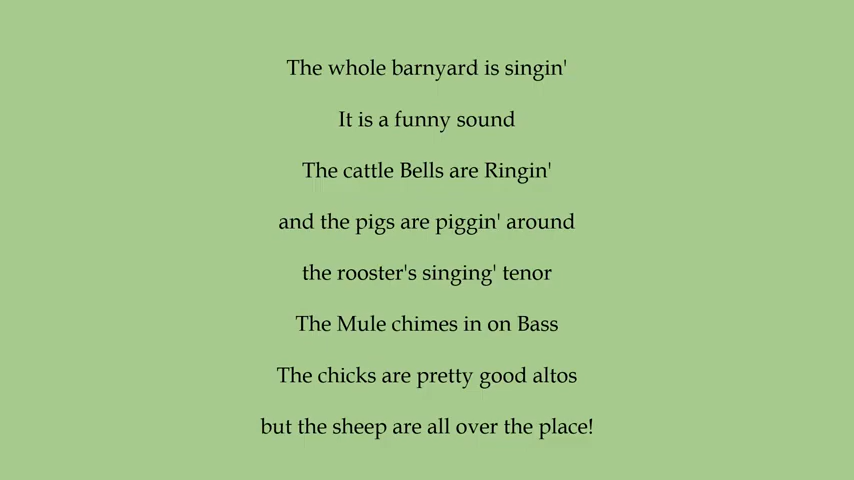 The whole barnyard is singin'
It is a funny sound
The cattle Bells are Ringin'
and the pigs are piggin' around
the rooster's singing' tenor
The Mule chimes in on Bass
The chicks are pretty good altos
but the sheep are all over the place!